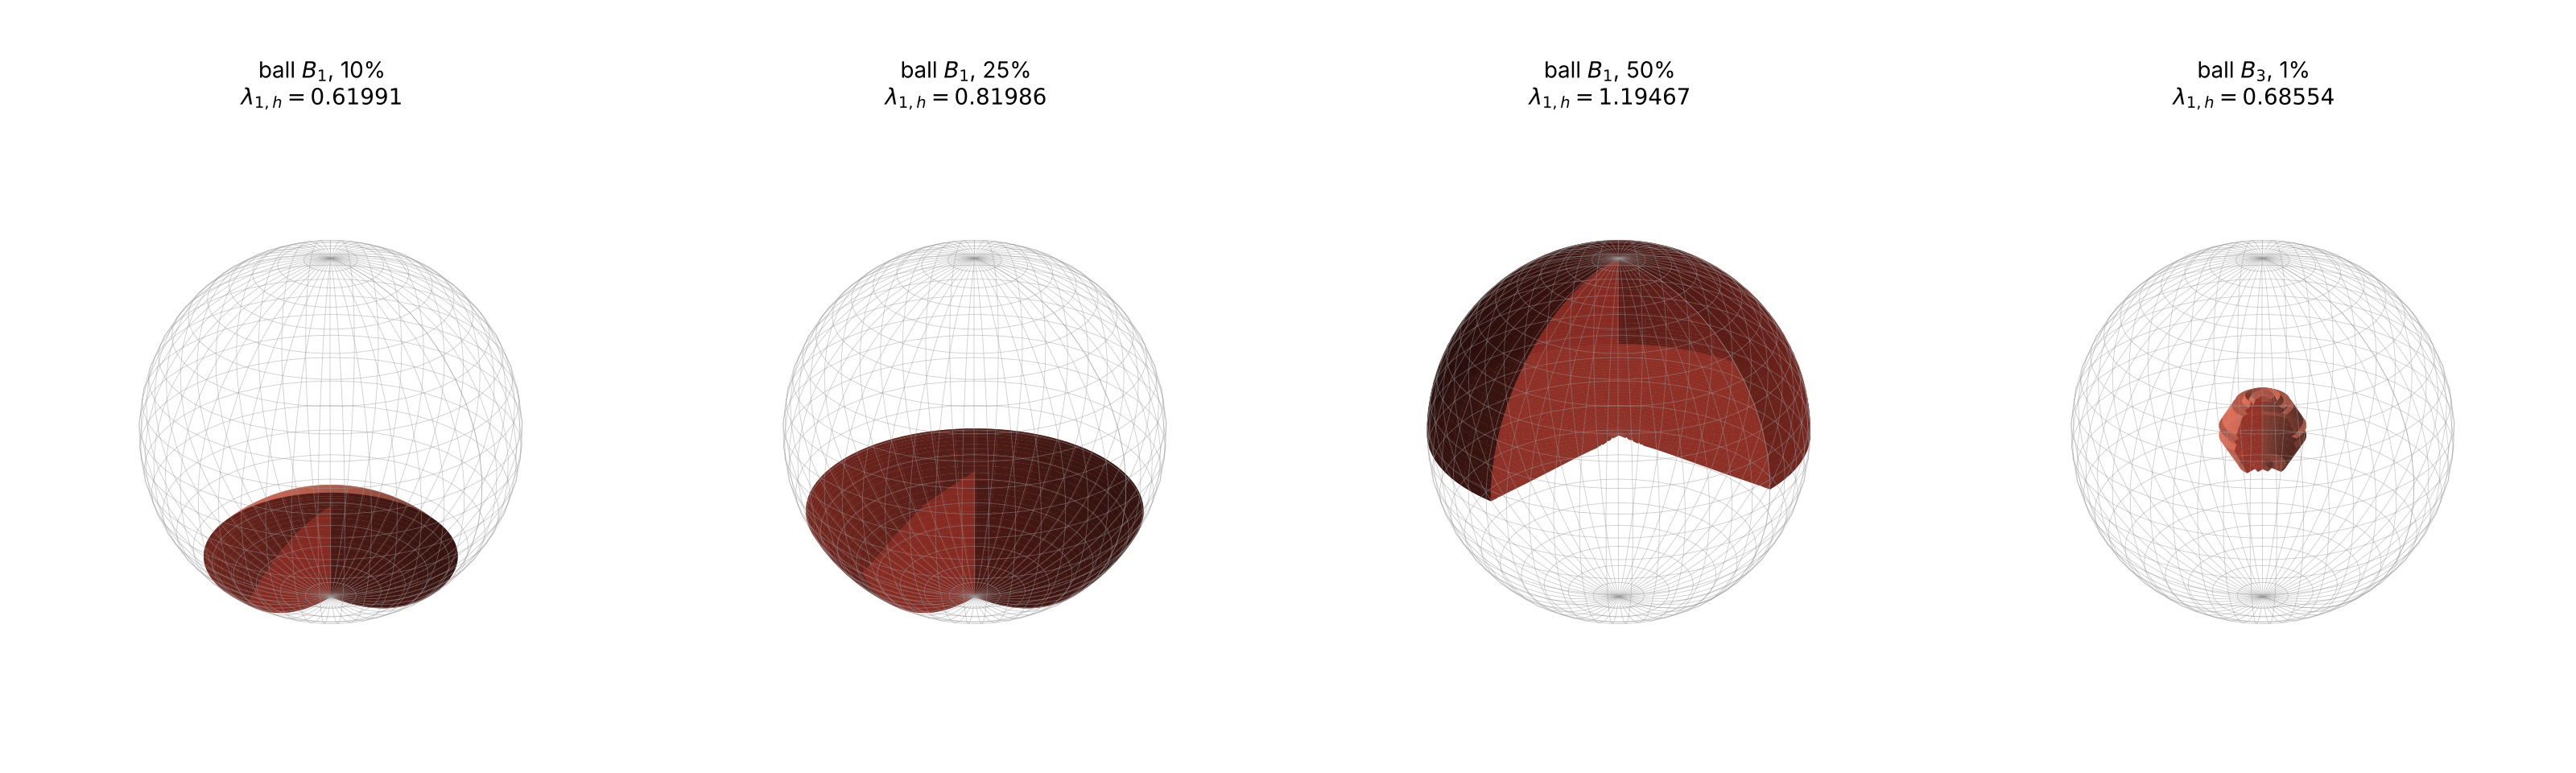 ball B₁, 10%
λ₁,ₕ = 0.61991
ball B₁, 25%
λ₁,ₕ = 0.81986
ball B₁, 50%
λ₁,ₕ = 1.19467
ball B₃, 1%
λ₁,ₕ = 0.68554